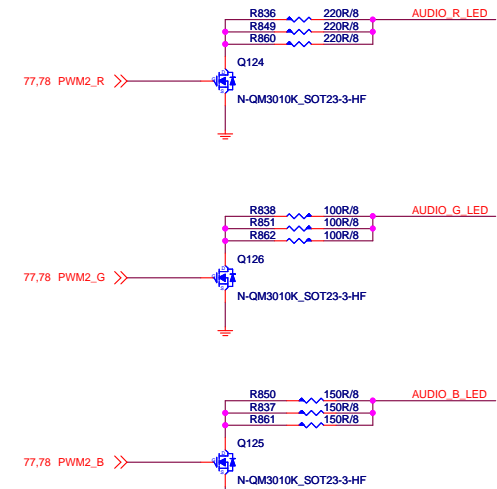 R836 220R/8 AUDIO_R_LED
R849 220R/8
R860 220R/8
Q124
77,78 PWM2_R
N-QM3010K_SOT23-3-HF
R838 100R/8 AUDIO_G_LED
R851 100R/8
R862 100R/8
Q126
77,78 PWM2_G
N-QM3010K_SOT23-3-HF
R850 150R/8 AUDIO_B_LED
R837 150R/8
R861 150R/8
Q125
77,78 PWM2_B
N-QM3010K_SOT23-3-HF